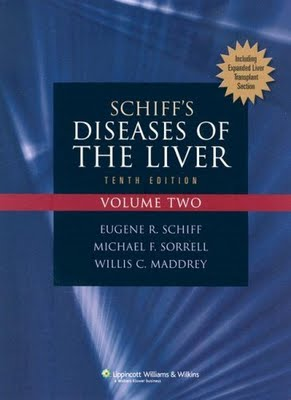 Including
Expanded Liver
Transplant
Section
SCHIFF'S
DISEASES OF
THE LIVER
TENTH EDITION
VOLUME TWO
EUGENE R. SCHIFF
MICHAEL F. SORRELL
WILLIS C. MADDREY
Lippincott Williams & Wilkins
a Wolters Kluwer business